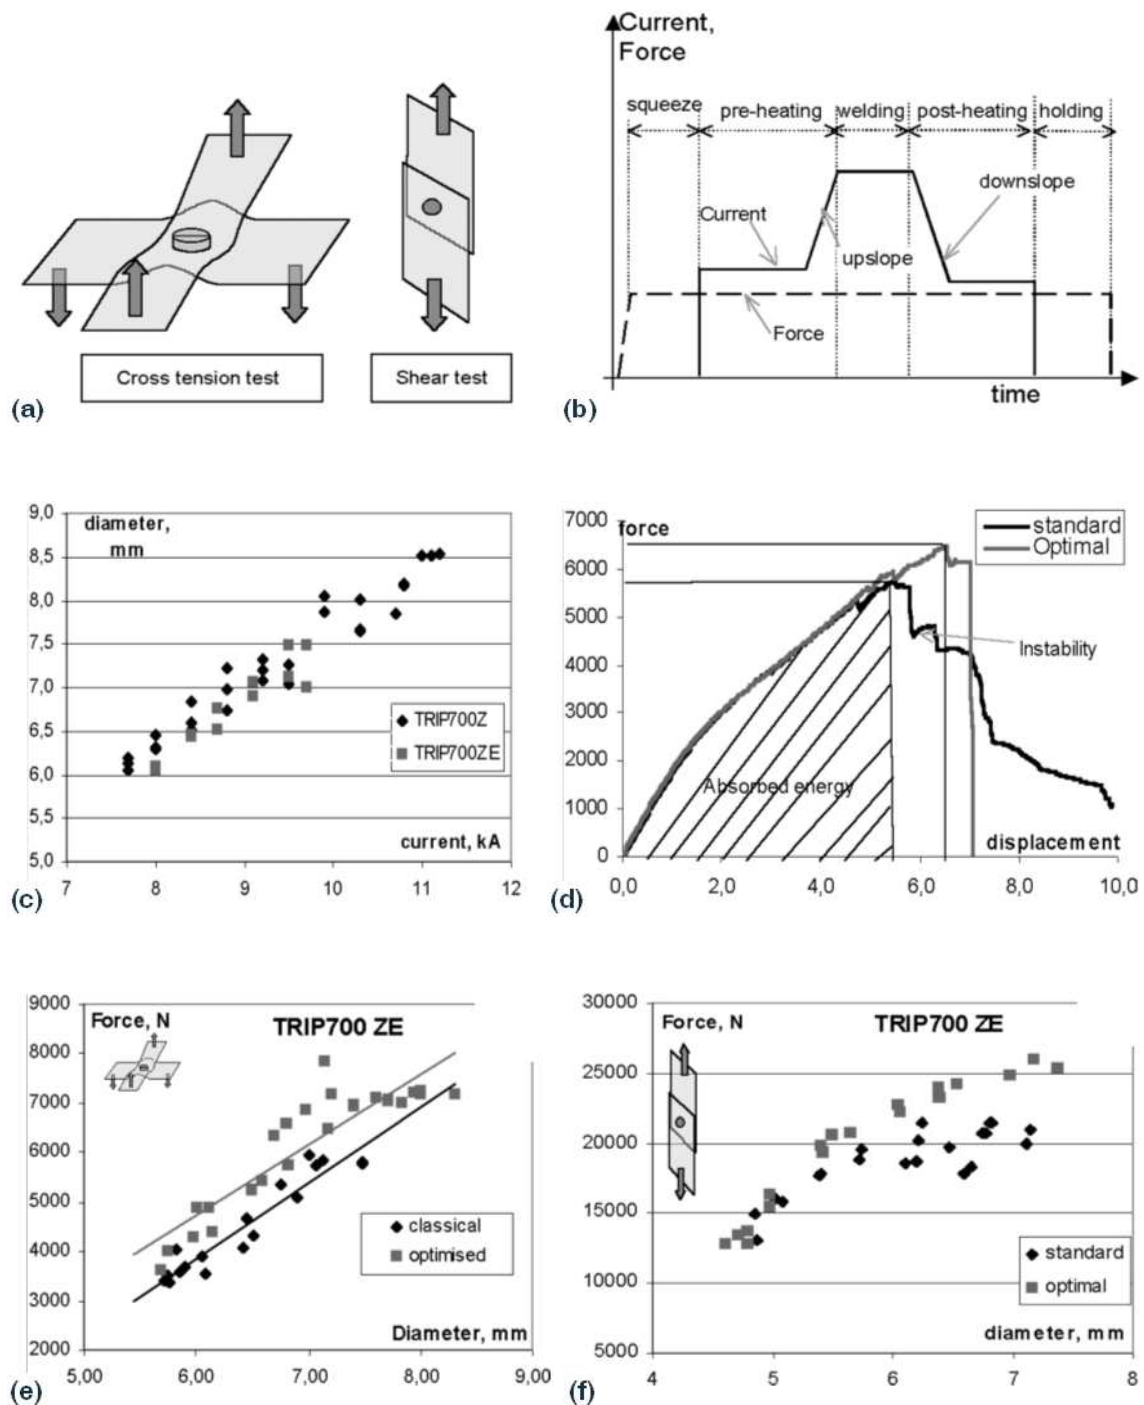 Cross tension test
Shear test
(a)
Current,
Force
squeeze
pre-heating
welding
post-heating
holding
downslope
Current
upslope
Force
time
(b)
9,0
8,5
8,0
7,5
7,0
6,5
6,0
5,5
5,0
diameter,
mm
TRIP700Z
TRIP700ZE
current, kA
7 8 9 10 11 12
(c)
7000
6000
5000
4000
3000
2000
1000
0
force
standard
Optimal
Instability
Absorbed energy
displacement
0,0 2,0 4,0 6,0 8,0 10,0
(d)
9000
8000
7000
6000
5000
4000
3000
2000
Force, N
TRIP700 ZE
classical
optimised
Diameter, mm
5,00 6,00 7,00 8,00 9,00
(e)
30000
25000
20000
15000
10000
5000
Force, N
TRIP700 ZE
standard
optimal
diameter, mm
4 5 6 7 8
(f)